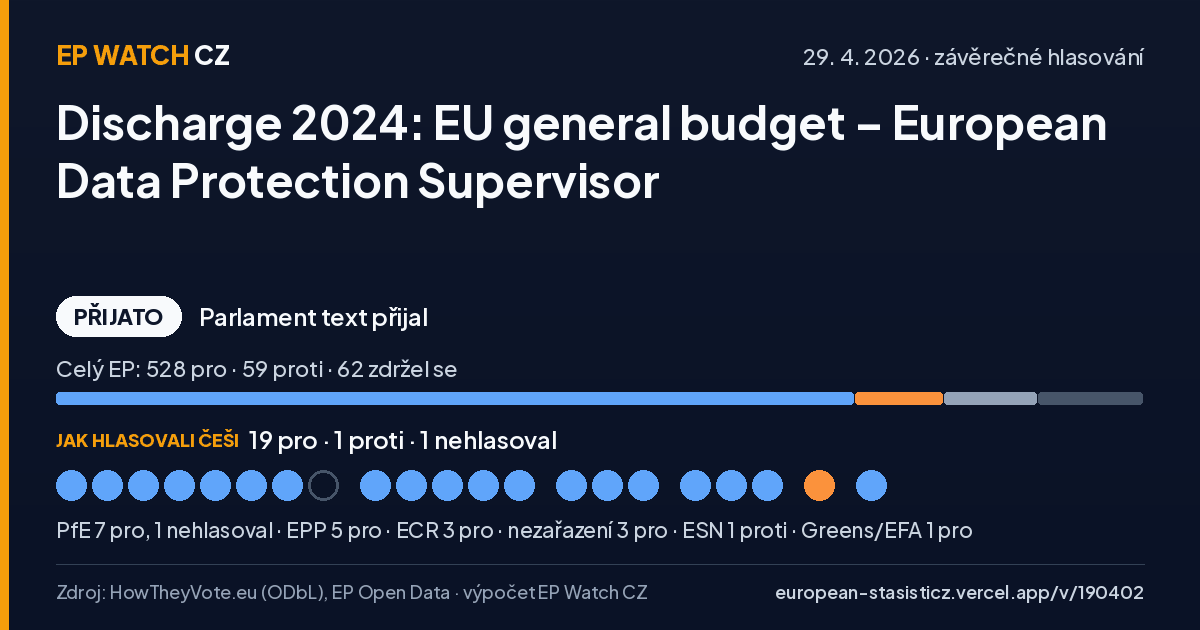 EP WATCH CZ
29. 4. 2026 · závěrečné hlasování
Discharge 2024: EU general budget – European
Data Protection Supervisor
PŘIJATO
Parlament text přijal
Celý EP: 528 pro · 59 proti · 62 zdržel se
JAK HLASOVALI ČEŠI 19 pro · 1 proti · 1 nehlasoval
PfE 7 pro, 1 nehlasoval · EPP 5 pro · ECR 3 pro · nezařazení 3 pro · ESN 1 proti · Greens/EFA 1 pro
Zdroj: HowTheyVote.eu (ODbL), EP Open Data · výpočet EP Watch CZ
european-stasisticz.vercel.app/v/190402